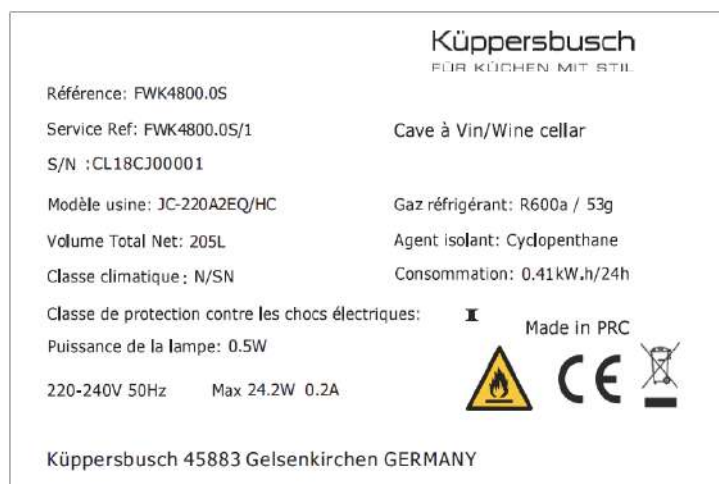 Küppersbusch
FÜR KÜCHEN MIT STIL
Référence: FWK4800.0S
Service Ref: FWK4800.0S/1
Cave à Vin/Wine cellar
S/N :CL18CJ00001
Modèle usine: JC-220A2EQ/HC
Gaz réfrigérant: R600a / 53g
Volume Total Net: 205L
Agent isolant: Cyclopenthane
Classe climatique: N/SN
Consommation: 0.41kW.h/24h
Classe de protection contre les chocs électriques: I
Made in PRC
Puissance de la lampe: 0.5W
220-240V 50Hz Max 24.2W 0.2A
CE
Küppersbusch 45883 Gelsenkirchen GERMANY